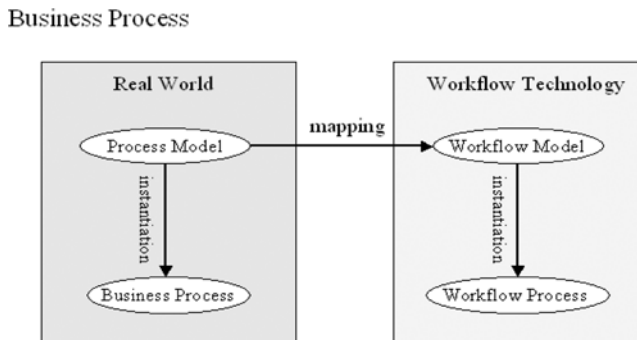 Business Process
Real World
Workflow Technology
mapping
Process Model
Workflow Model
instantiation
instantiation
Business Process
Workflow Process